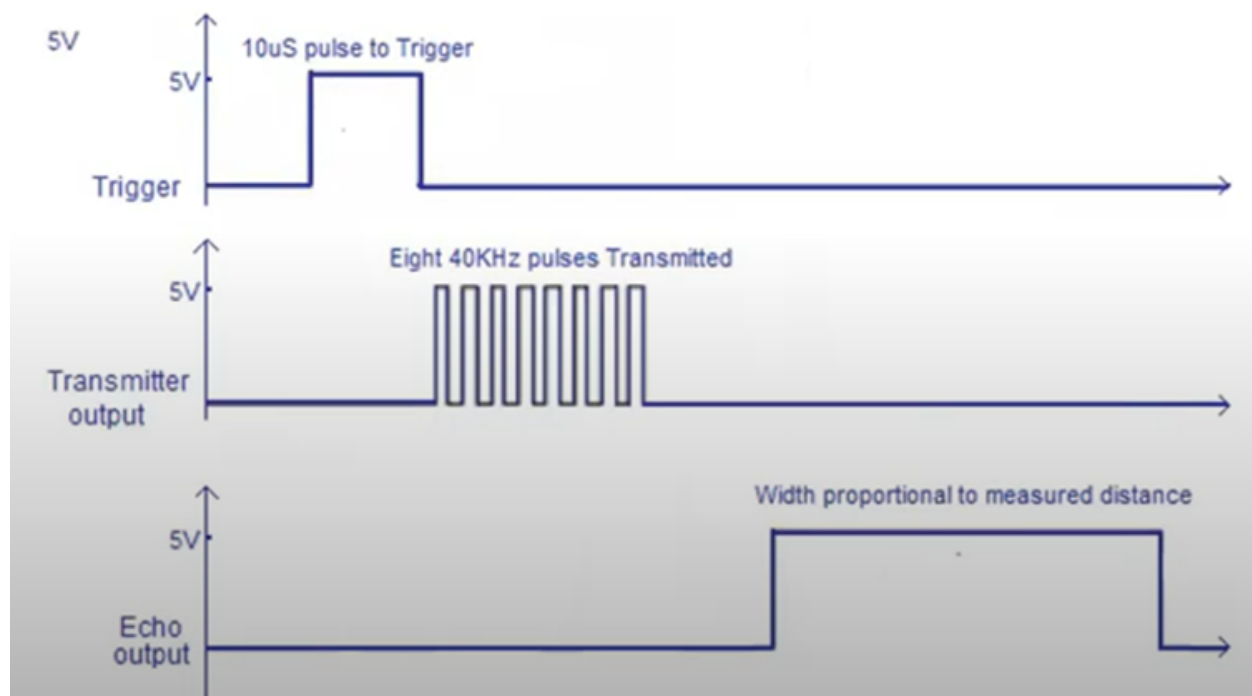 5V
10uS pulse to Trigger
5V
Trigger
Eight 40KHz pulses Transmitted
5V
Transmitter
output
Width proportional to measured distance
5V
Echo
output